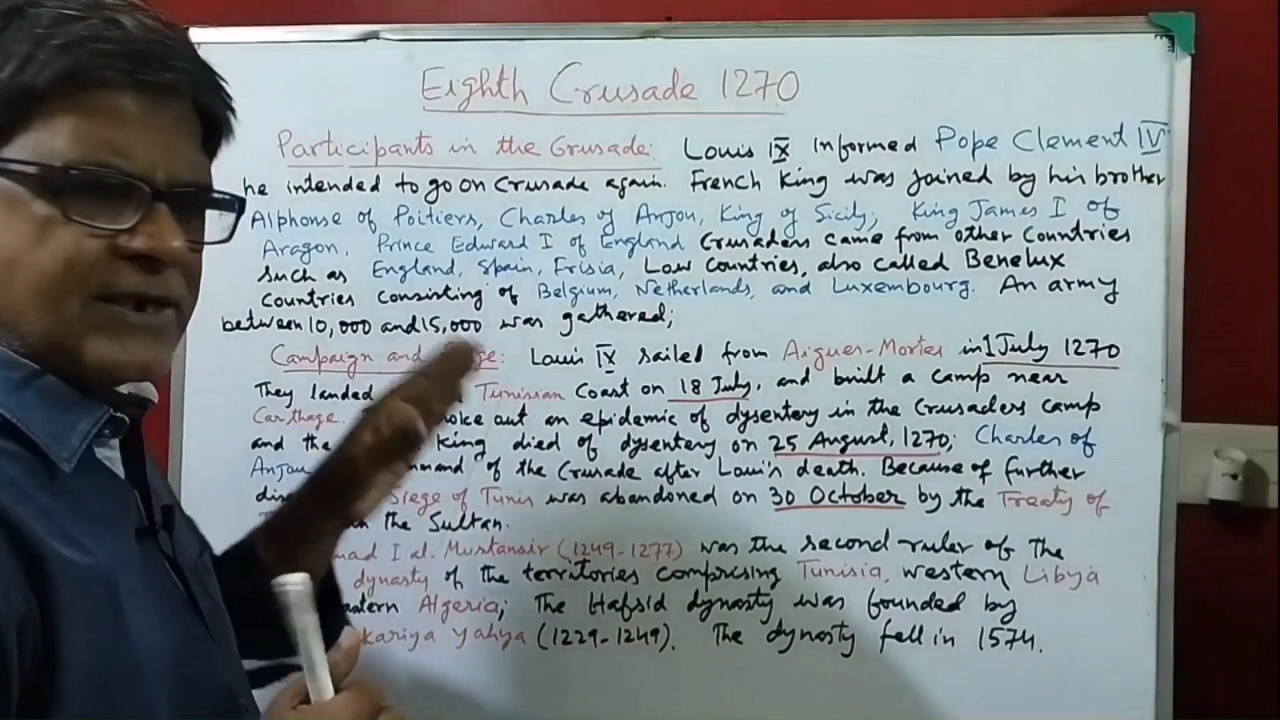 Eighth Crusade 1270
Participants in the Crusade: Louis IX informed Pope Clement IV
he intended to go on Crusade again. French King was joined by his brother
Alphonse of Poitiers, Charles of Anjou, King of Sicily, King James I of
Aragon. Prince Edward I of England Crusaders came from other countries
such as England, Spain, Frisia, Low Countries, also called Benelux
Countries consisting of Belgium, Netherlands, and Luxembourg. An army
between 10,000 and 15,000 was gathered;
Campaign and Louis IX sailed from Aigues-Mortes in 1 July 1270
They landed Tunisian Coast on 18 July, and built a camp near
Carthage. out an epidemic of dysentery in the Crusaders camp
and the King died of dysentery on 25 August, 1270; Charles of
Anjou of the Crusade after Louis death. Because of further
Siege of Tunis was abandoned on 30 October by the Treaty of
the Sultan.
I al. Mustansir (1249-1277) was the second ruler of the
dynasty of the territories comprising Tunisia, western Libya
Algeria; The Hafsid dynasty was founded by
Yahya (1229-1249). The dynasty fell in 1574.